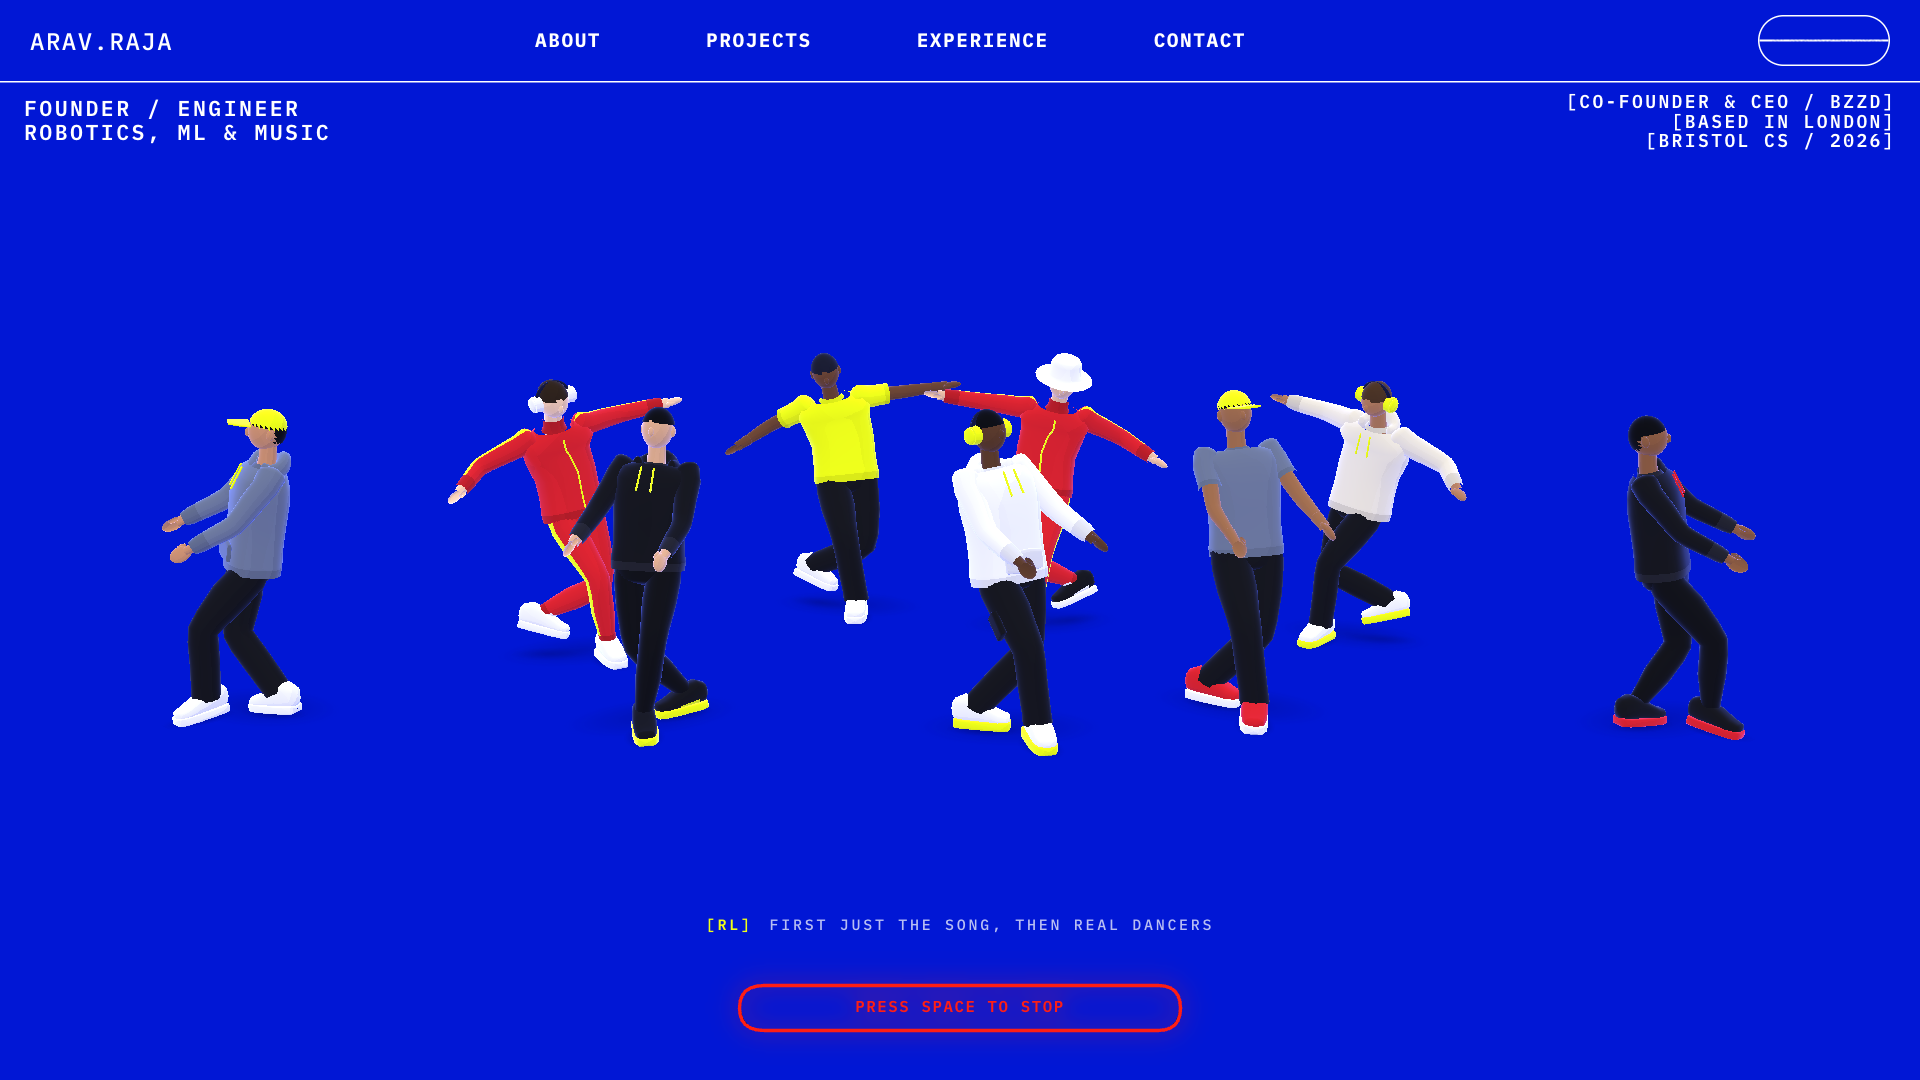 ARAV.RAJA
ABOUT
PROJECTS
EXPERIENCE
CONTACT
FOUNDER / ENGINEER
ROBOTICS, ML & MUSIC
[CO-FOUNDER & CEO / BZZD]
[BASED IN LONDON]
[BRISTOL CS / 2026]
[RL] FIRST JUST THE SONG, THEN REAL DANCERS
PRESS SPACE TO STOP